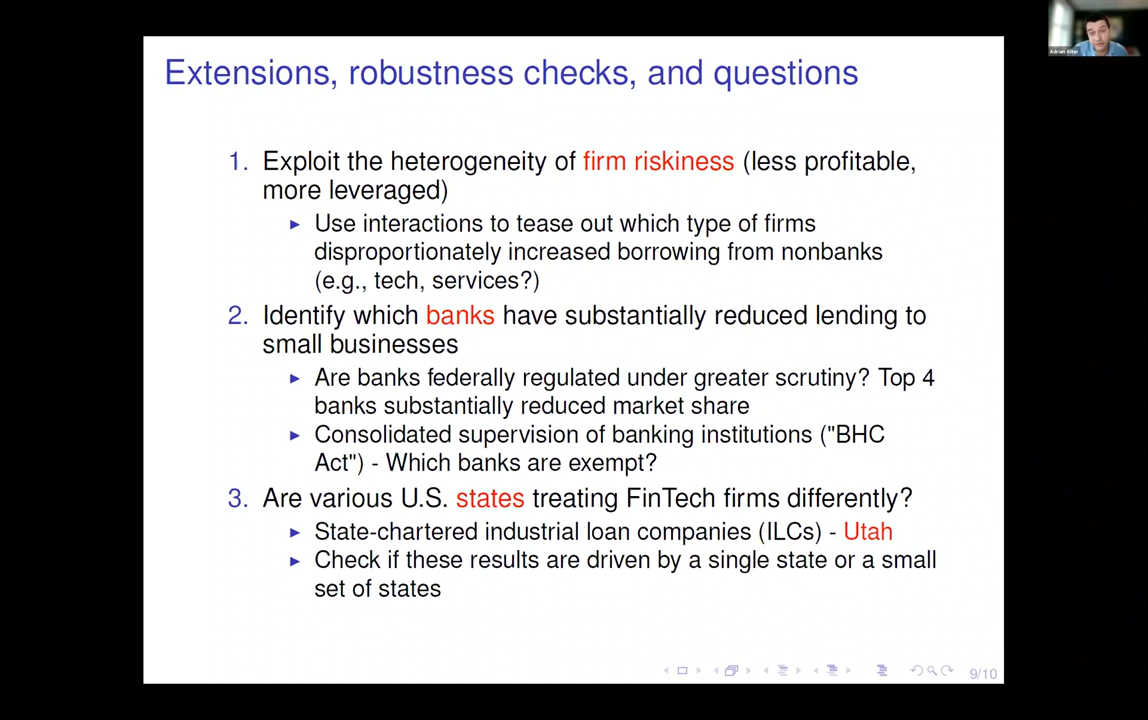 Extensions, robustness checks, and questions
1. Exploit the heterogeneity of firm riskiness (less profitable,
more leveraged)
► Use interactions to tease out which type of firms
disproportionately increased borrowing from nonbanks
(e.g., tech, services?)
2. Identify which banks have substantially reduced lending to
small businesses
► Are banks federally regulated under greater scrutiny? Top 4
banks substantially reduced market share
► Consolidated supervision of banking institutions ("BHC
Act") - Which banks are exempt?
3. Are various U.S. states treating FinTech firms differently?
► State-chartered industrial loan companies (ILCs) - Utah
► Check if these results are driven by a single state or a small
set of states
9/10
Adrian Alter